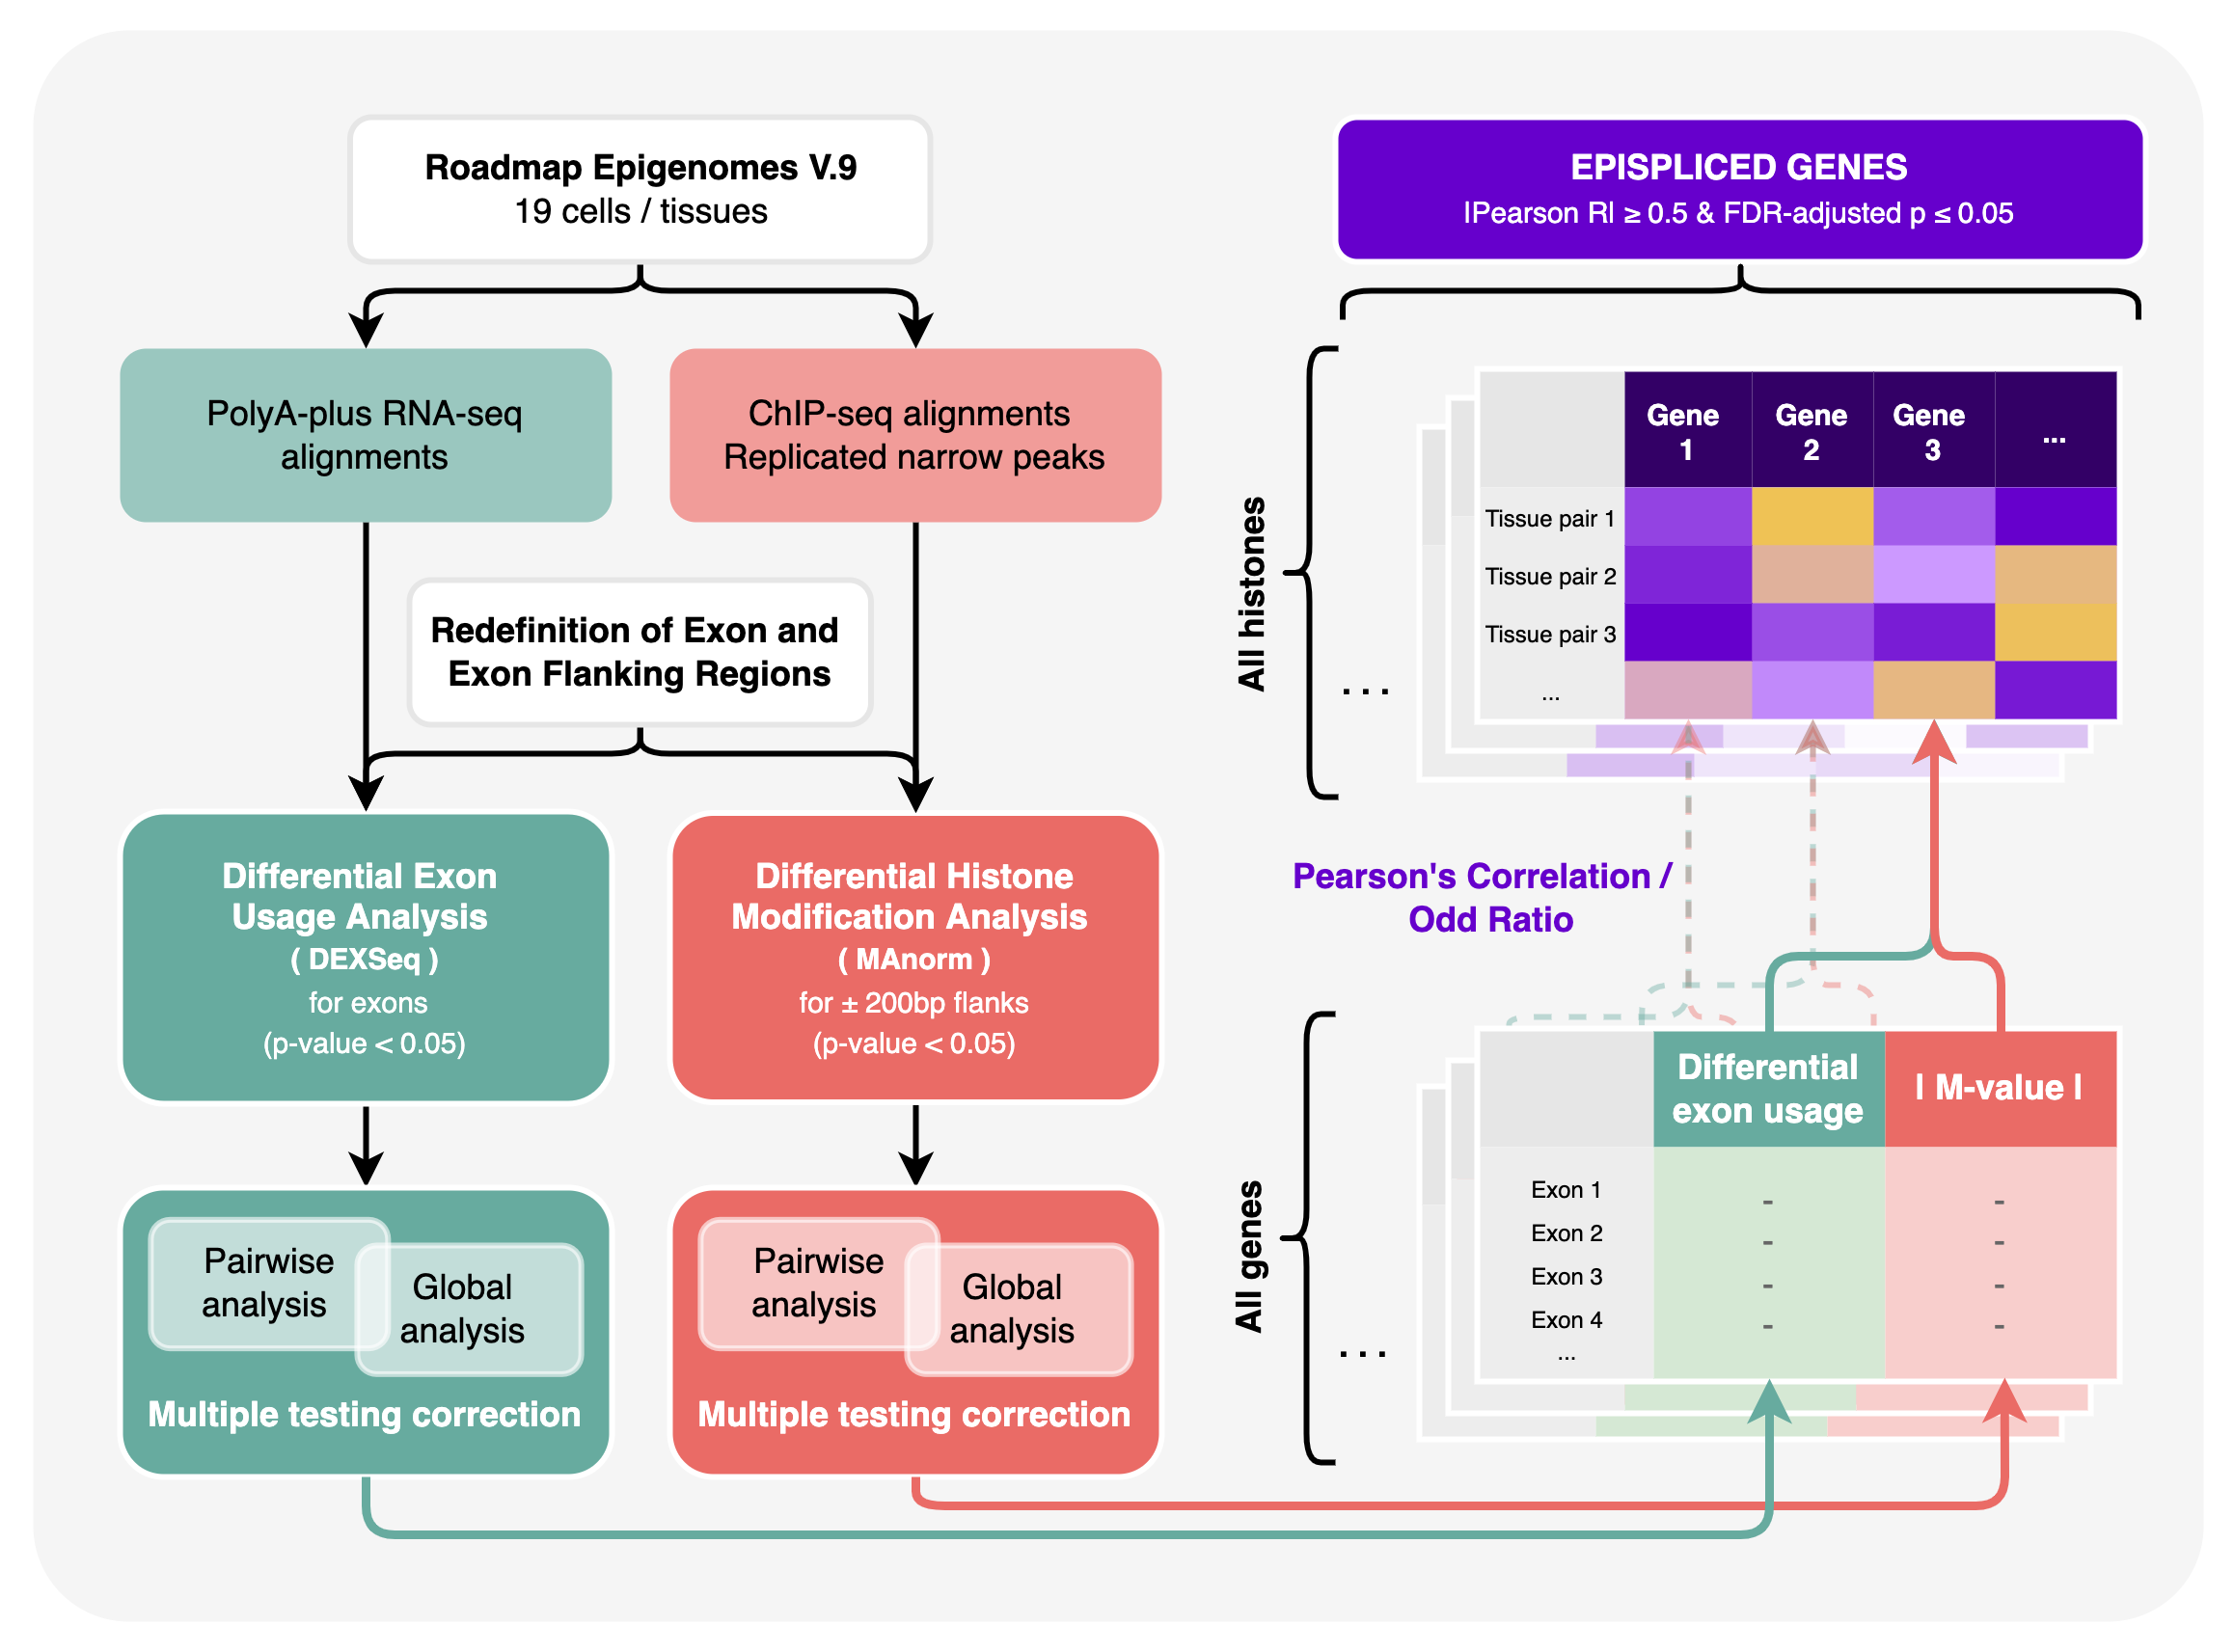 Roadmap Epigenomes V.9
19 cells / tissues
PolyA-plus RNA-seq
alignments
ChIP-seq alignments
Replicated narrow peaks
Redefinition of Exon and
Exon Flanking Regions
Differential Exon
Usage Analysis
( DEXSeq )
for exons
(p-value < 0.05)
Differential Histone
Modification Analysis
( MAnorm )
for ± 200bp flanks
(p-value < 0.05)
Pairwise
analysis
Global
analysis
Multiple testing correction
Pairwise
analysis
Global
analysis
Multiple testing correction
EPISPLICED GENES
|Pearson R| ≥ 0.5 & FDR-adjusted p ≤ 0.05
All histones
...
Gene
1
Gene
2
Gene
3
...
Tissue pair 1
Tissue pair 2
Tissue pair 3
...
Pearson's Correlation /
Odd Ratio
All genes
...
Differential
exon usage
| M-value |
Exon 1 - -
Exon 2 - -
Exon 3 - -
Exon 4 - -
...